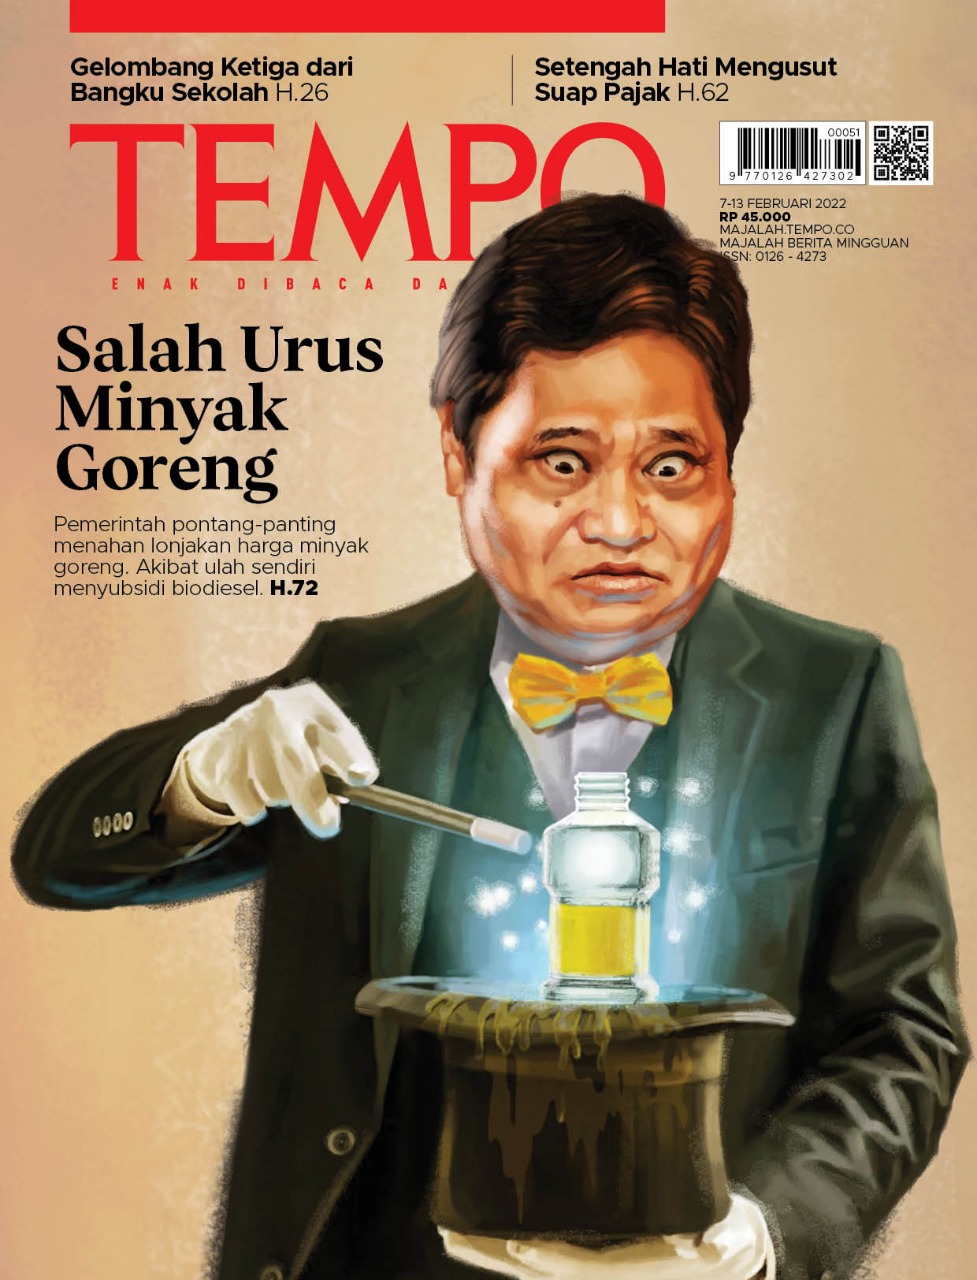 Gelombang Ketiga dari
Bangku Sekolah H.26
Setengah Hati Mengusut
Suap Pajak H.62
TEMPO
ENAK DIBACA DA
00051
9 770126 427302
7-13 FEBRUARI 2022
RP 45.000
MAJALAH.TEMPO.CO
MAJALAH BERITA MINGGUAN
ISSN: 0126 - 4273
Salah Urus
Minyak
Goreng
Pemerintah pontang-panting
menahan lonjakan harga minyak
goreng. Akibat ulah sendiri
menyubsidi biodiesel. H.72